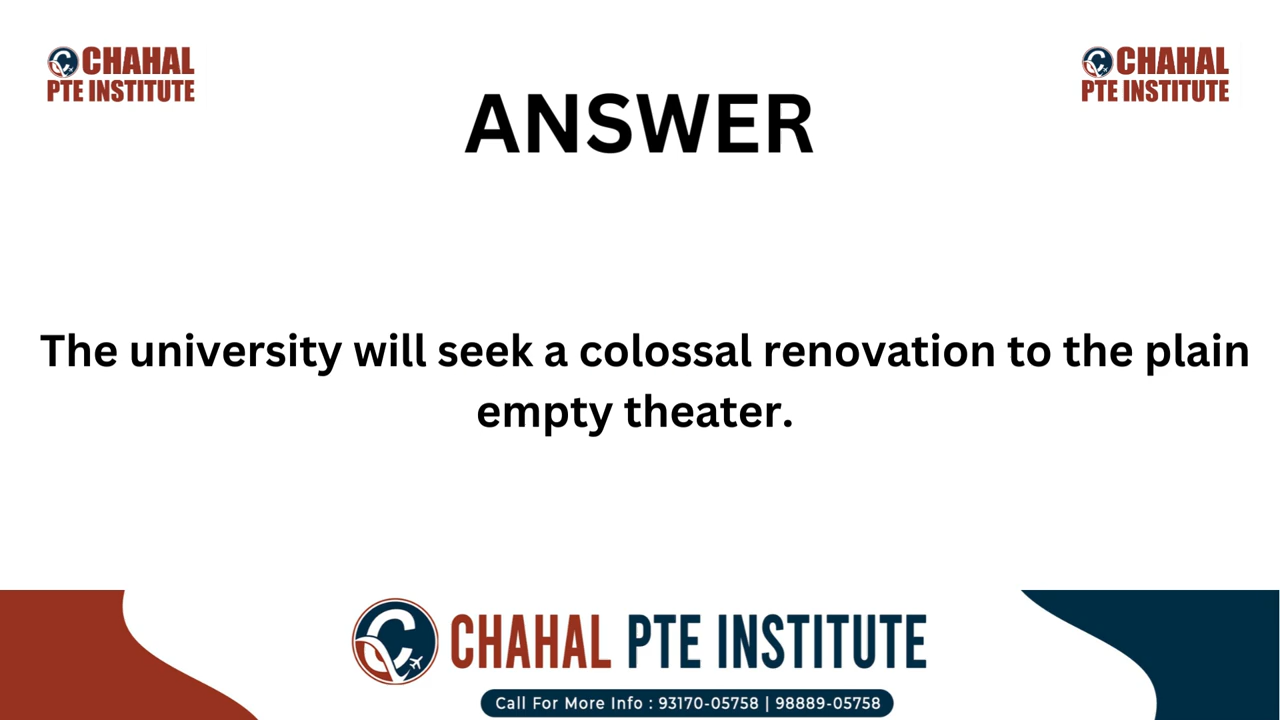 CHAHAL
PTE INSTITUTE
CHAHAL
PTE INSTITUTE
ANSWER
The university will seek a colossal renovation to the plain
empty theater.
CHAHAL PTE INSTITUTE
Call For More Info : 93170-05758 | 98889-05758